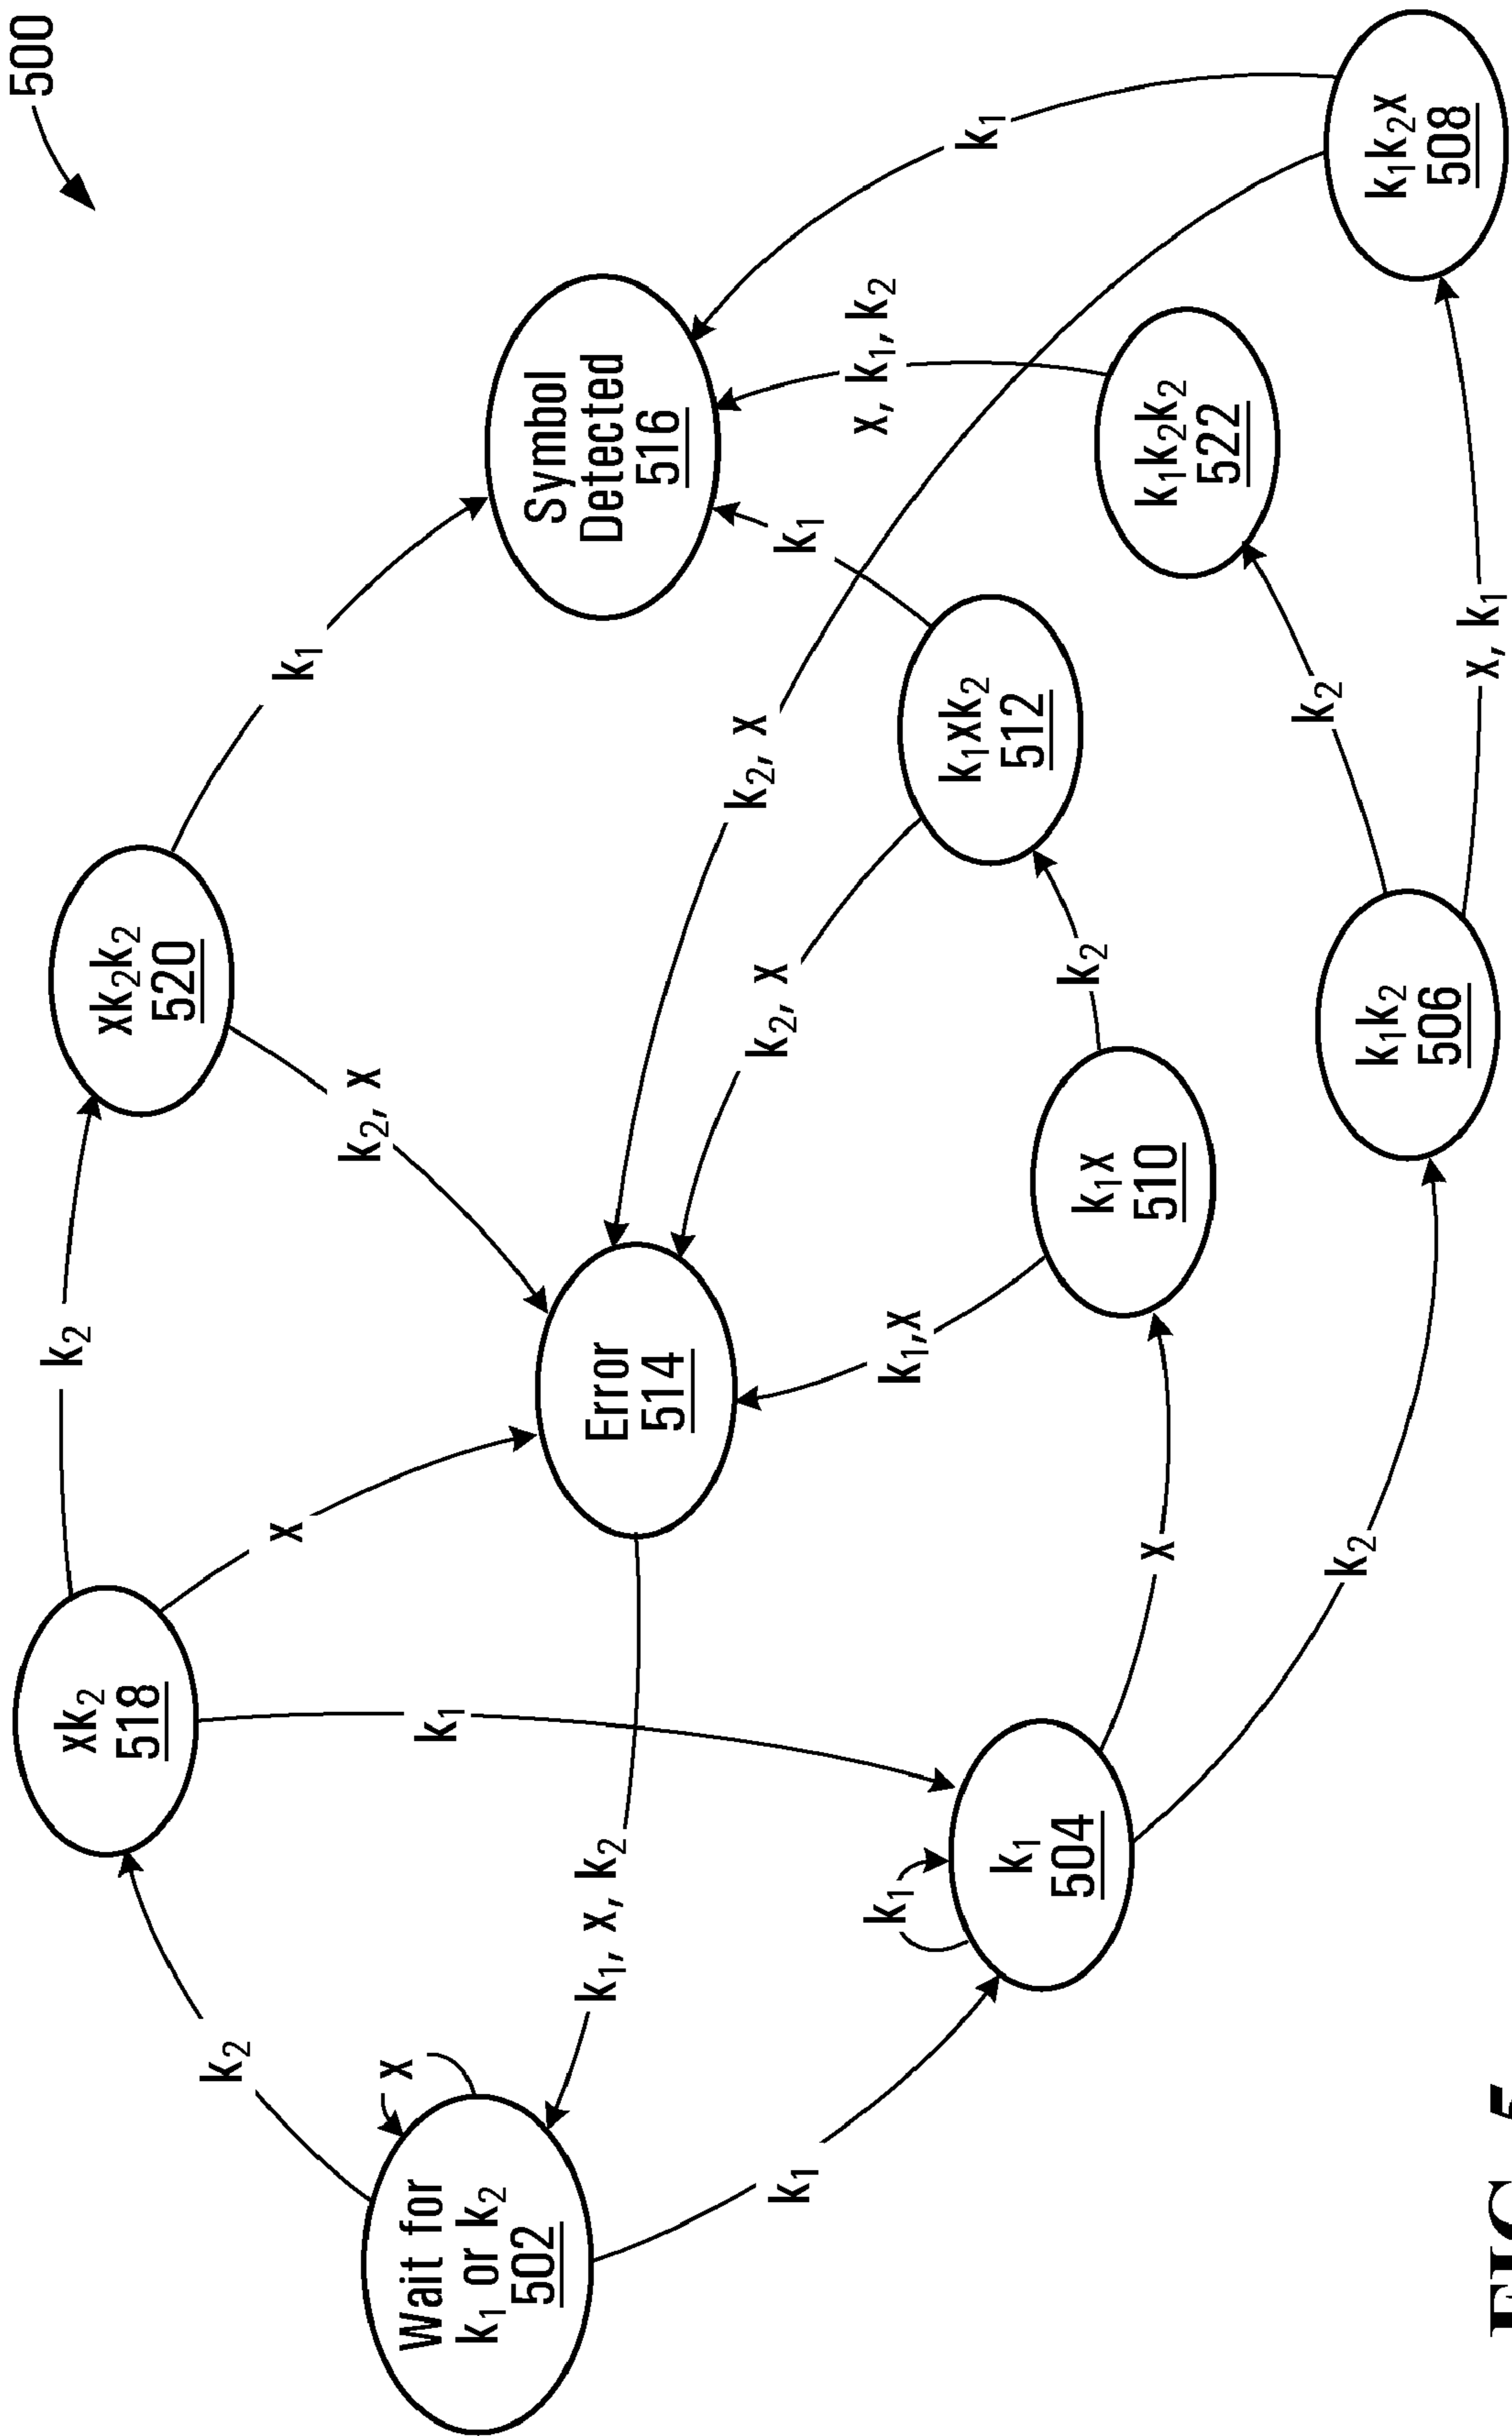 500
k₂
xk₂
518
xk₂k₂
520
k₂
x
k₁
k₂, x
x
k₁
Wait for
k₁ or k₂
502
Symbol
Detected
516
k₁, x, k₂
Error
514
k₂, x
k₂, x
k₁
k₁
x, k₁, k₂
k₁
k₁,x
k₁xk₂
512
k₁
504
k₂
k₁x
510
x
k₁k₂k₂
522
k₂
k₂
k₁k₂
506
k₁k₂x
508
x, k₁
k₁
FIG. 5